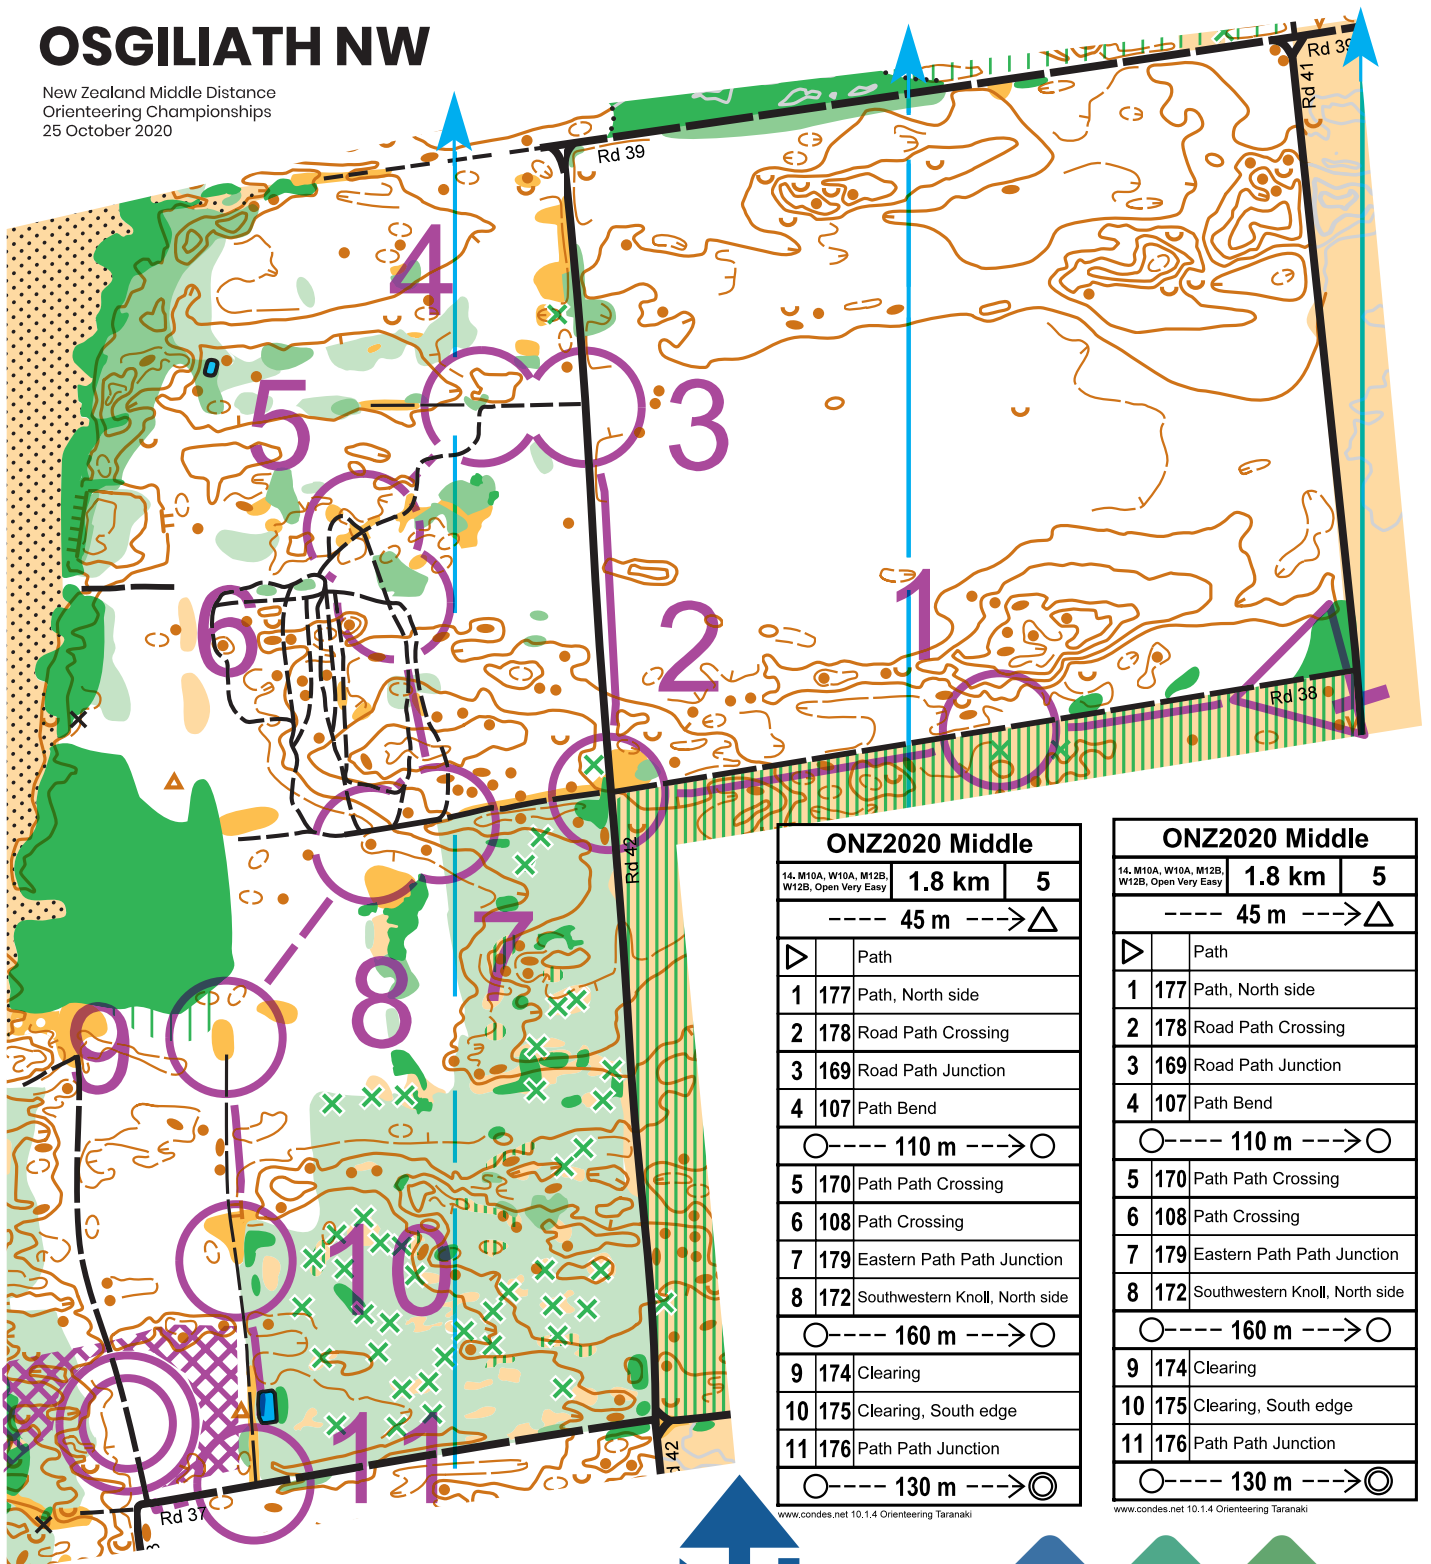 OSGILIATH NW
New Zealand Middle Distance
Orienteering Championships
25 October 2020
Rd 39
Rd 39
Rd 41
4
5
3
6
2
1
Rd 38
Rd 42
7
8
9
10
11
Rd 37
42
ONZ2020 Middle
14. M10A, W10A, M12B, W12B, Open Very Easy 1.8 km 5
45 m
Path
1 177 Path, North side
2 178 Road Path Crossing
3 169 Road Path Junction
4 107 Path Bend
110 m
5 170 Path Path Crossing
6 108 Path Crossing
7 179 Eastern Path Path Junction
8 172 Southwestern Knoll, North side
160 m
9 174 Clearing
10 175 Clearing, South edge
11 176 Path Path Junction
130 m
www.condes.net 10.1.4 Orienteering Taranaki
ONZ2020 Middle
14. M10A, W10A, M12B, W12B, Open Very Easy 1.8 km 5
45 m
Path
1 177 Path, North side
2 178 Road Path Crossing
3 169 Road Path Junction
4 107 Path Bend
110 m
5 170 Path Path Crossing
6 108 Path Crossing
7 179 Eastern Path Path Junction
8 172 Southwestern Knoll, North side
160 m
9 174 Clearing
10 175 Clearing, South edge
11 176 Path Path Junction
130 m
www.condes.net 10.1.4 Orienteering Taranaki